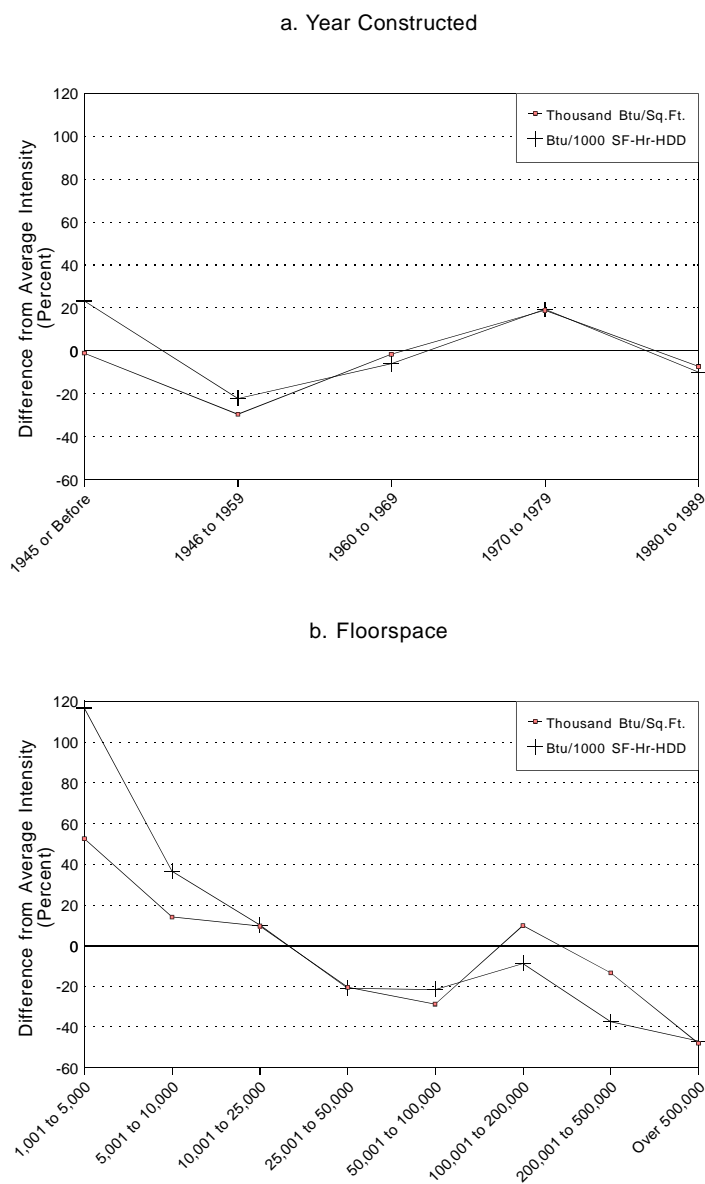 a. Year Constructed
Difference from Average Intensity
(Percent)
120
100
80
60
40
20
0
-20
-40
-60
Thousand Btu/Sq.Ft.
Btu/1000 SF-Hr-HDD
1945 or Before
1946 to 1959
1960 to 1969
1970 to 1979
1980 to 1989
b. Floorspace
Difference from Average Intensity
(Percent)
120
100
80
60
40
20
0
-20
-40
-60
Thousand Btu/Sq.Ft.
Btu/1000 SF-Hr-HDD
1,001 to 5,000
5,001 to 10,000
10,001 to 25,000
25,001 to 50,000
50,001 to 100,000
100,001 to 200,000
200,001 to 500,000
Over 500,000